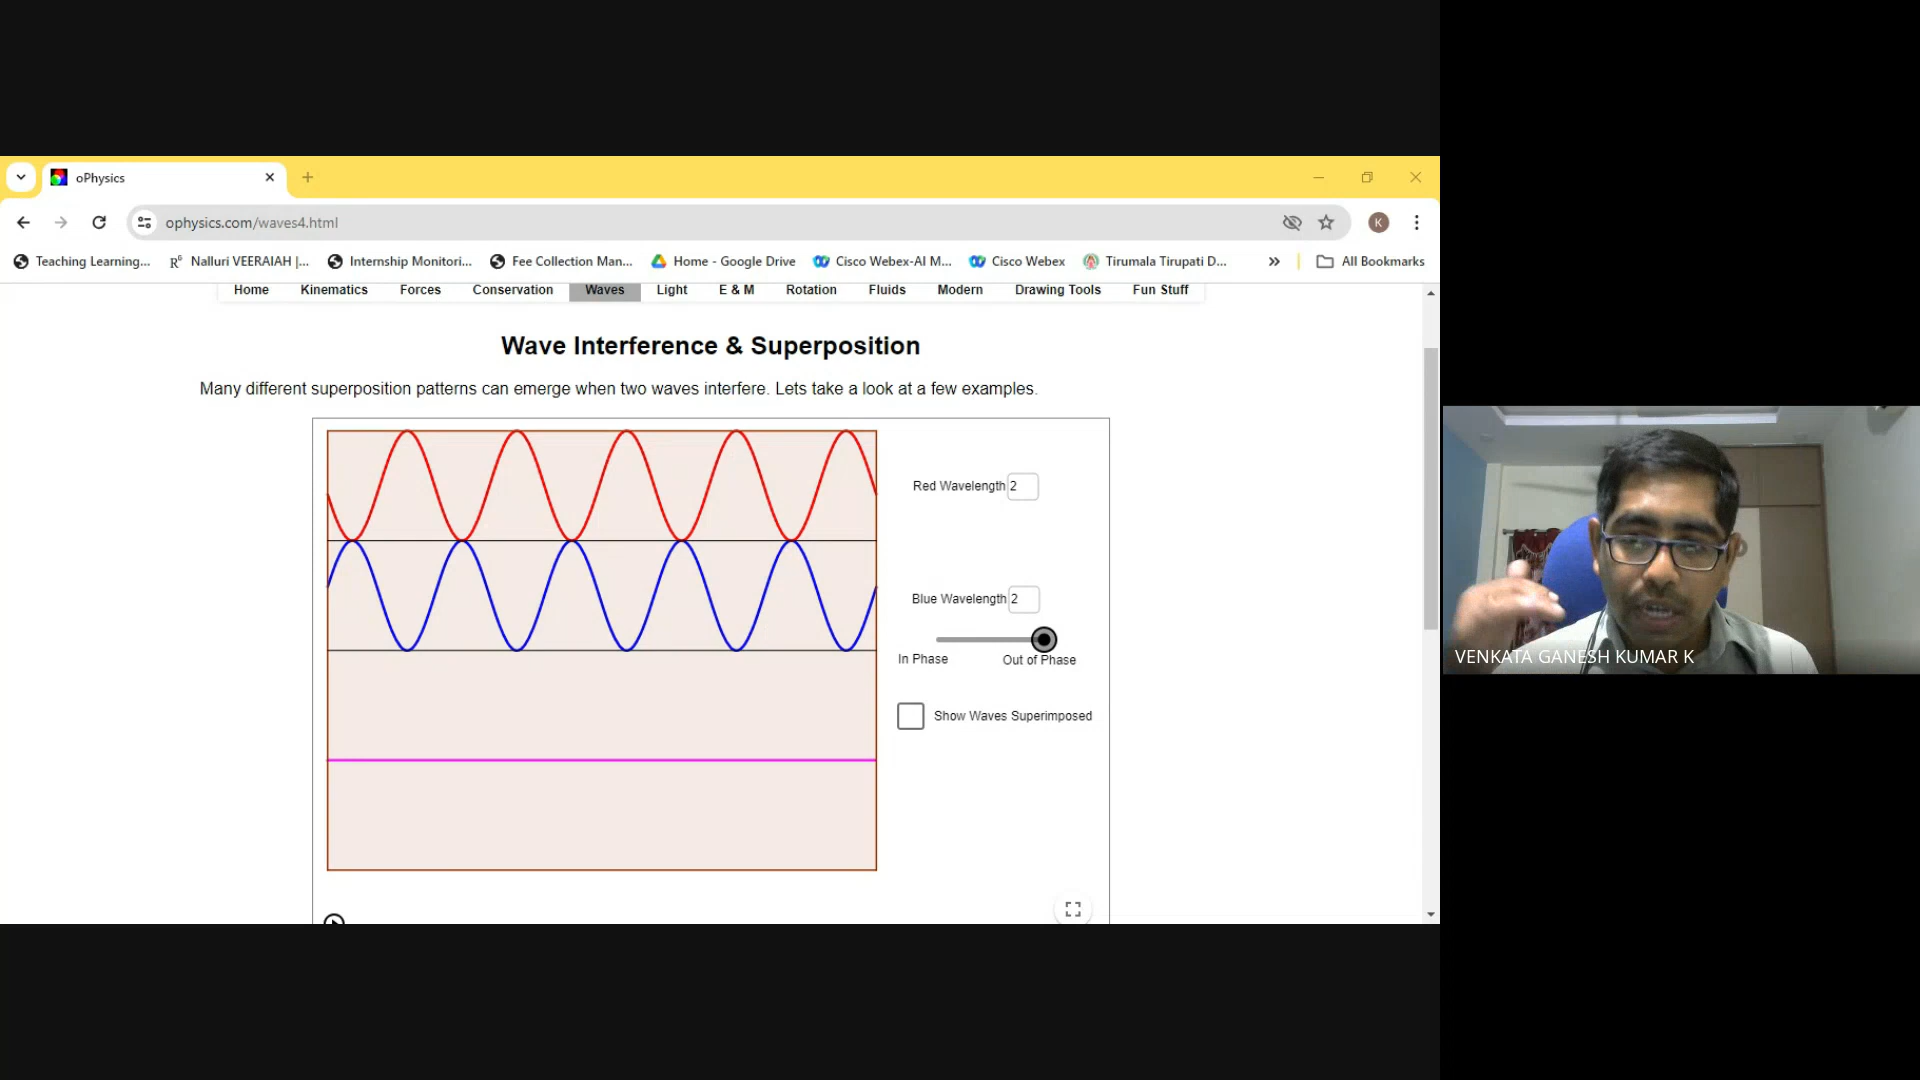 oPhysics
ophysics.com/waves4.html
K
Teaching Learning... Nalluri VEERAIAH |... Internship Monitori... Fee Collection Man... Home - Google Drive Cisco Webex-AI M... Cisco Webex Tirumala Tirupati D... All Bookmarks
Home Kinematics Forces Conservation Waves Light E & M Rotation Fluids Modern Drawing Tools Fun Stuff
Wave Interference & Superposition
Many different superposition patterns can emerge when two waves interfere. Lets take a look at a few examples.
Red Wavelength 2
Blue Wavelength 2
In Phase Out of Phase
Show Waves Superimposed
VENKATA GANESH KUMAR K